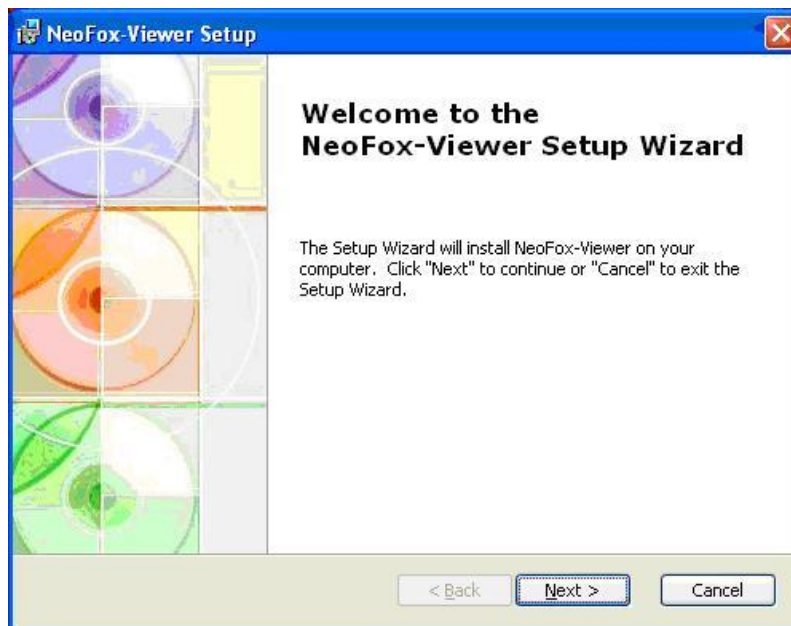 NeoFox-Viewer Setup
Welcome to the
NeoFox-Viewer Setup Wizard
The Setup Wizard will install NeoFox-Viewer on your
computer. Click "Next" to continue or "Cancel" to exit the
Setup Wizard.
< Back
Next >
Cancel